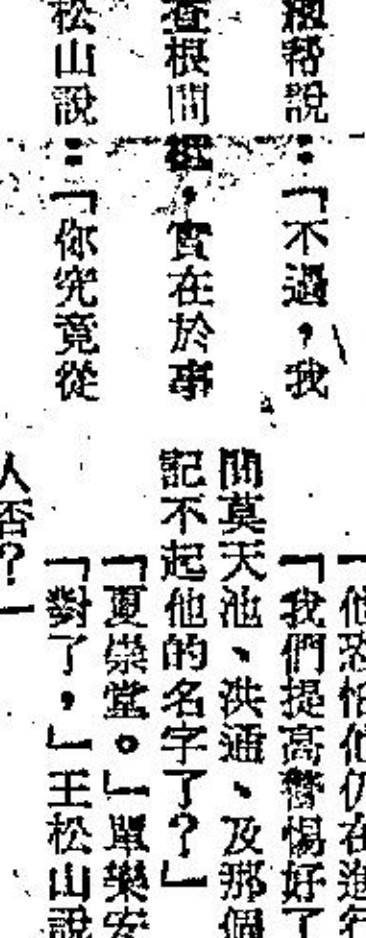 說：「不過，我
查根問柢，實在於事
松山說：「你究竟從
「他恐怕他仍在進行
「我們提高警惕好了
問莫天池、洪通、及那個
記不起他的名字了？」
「夏崇堂。」單樂安
「對了，」王松山說
人否？」